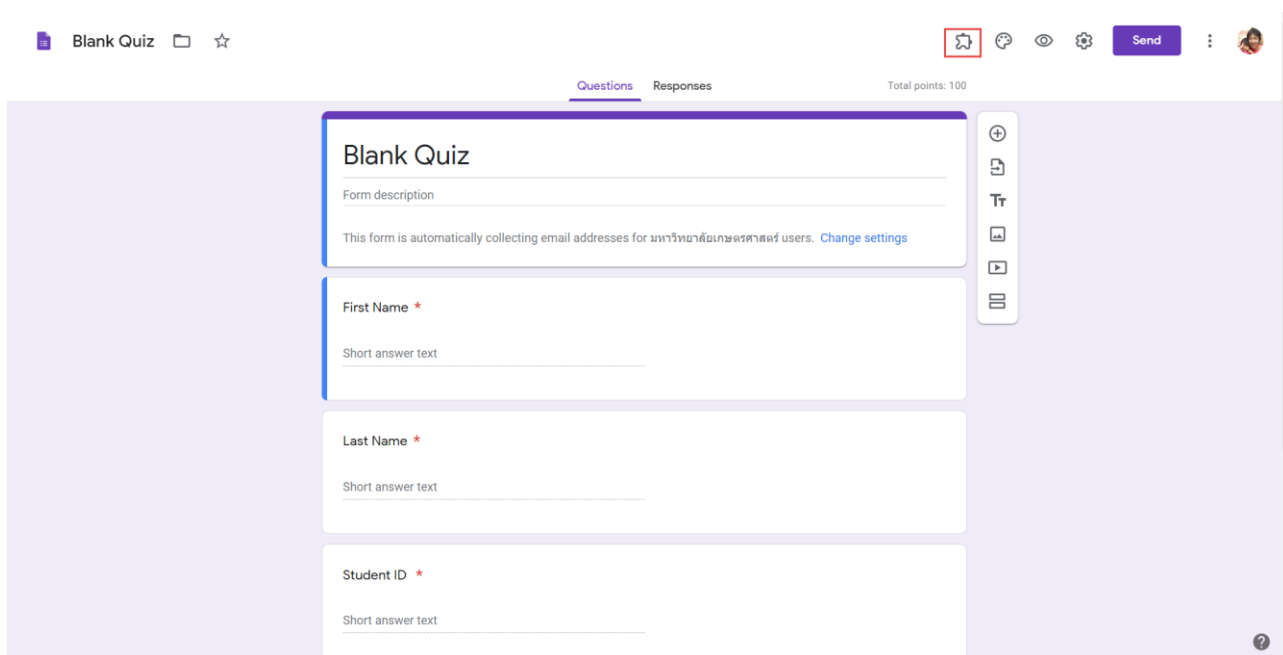 Blank Quiz
Send
Questions Responses Total points: 100
Blank Quiz
Form description
This form is automatically collecting email addresses for มหาวิทยาลัยเกษตรศาสตร์ users. Change settings
Tт
First Name *
Short answer text
Last Name *
Short answer text
Student ID *
Short answer text